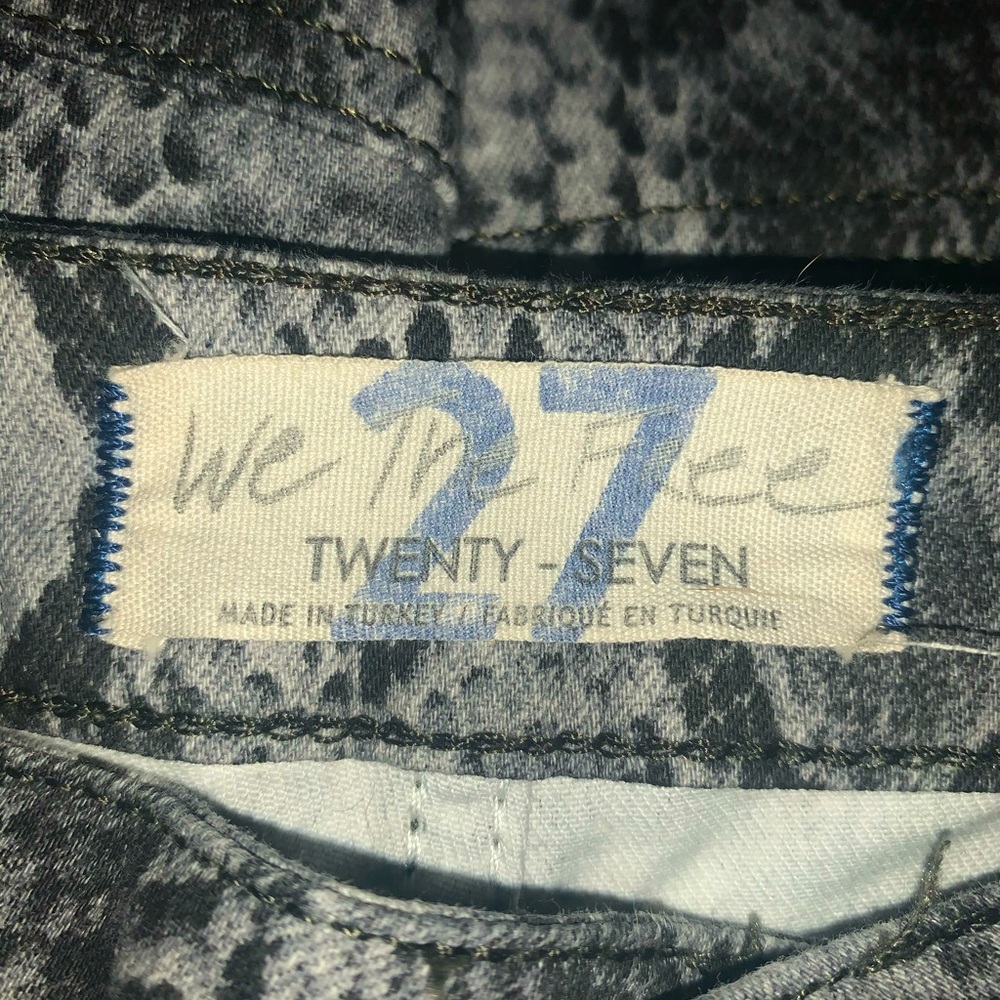 27
We The Free
TWENTY - SEVEN
MADE IN TURKEY / FABRIQUÉ EN TURQUIE